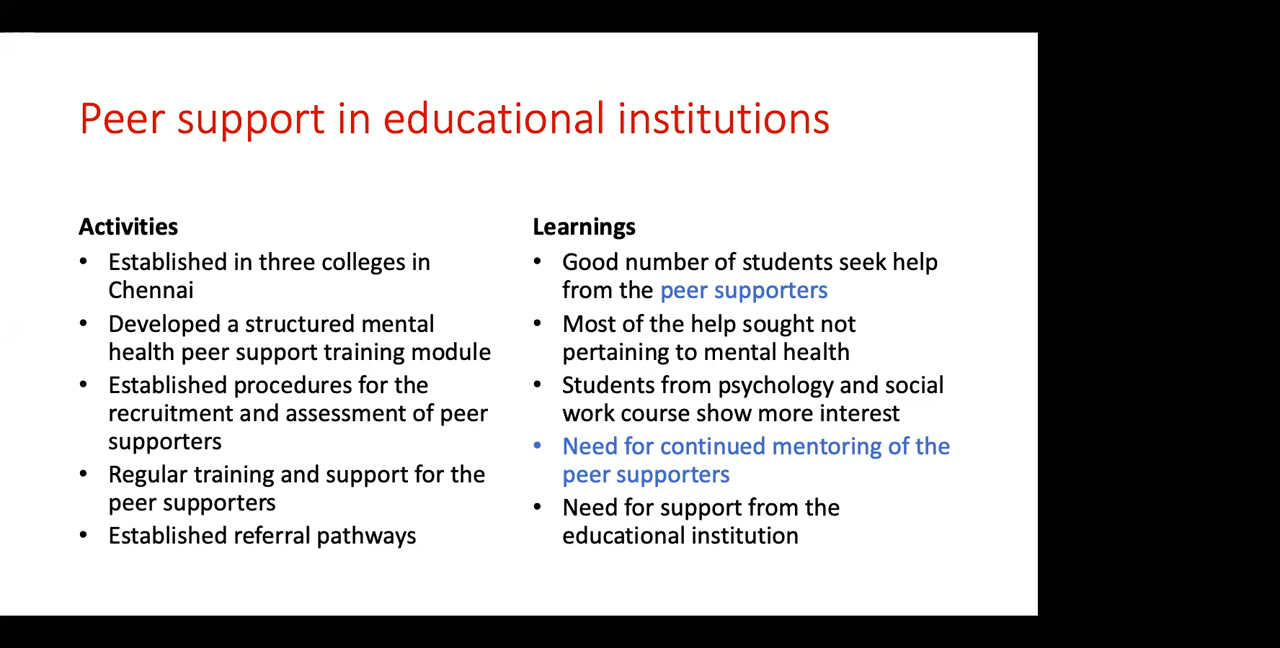 Peer support in educational institutions
Activities
• Established in three colleges in
Chennai
• Developed a structured mental
health peer support training module
• Established procedures for the
recruitment and assessment of peer
supporters
• Regular training and support for the
peer supporters
• Established referral pathways
Learnings
• Good number of students seek help
from the peer supporters
• Most of the help sought not
pertaining to mental health
• Students from psychology and social
work course show more interest
• Need for continued mentoring of the
peer supporters
• Need for support from the
educational institution